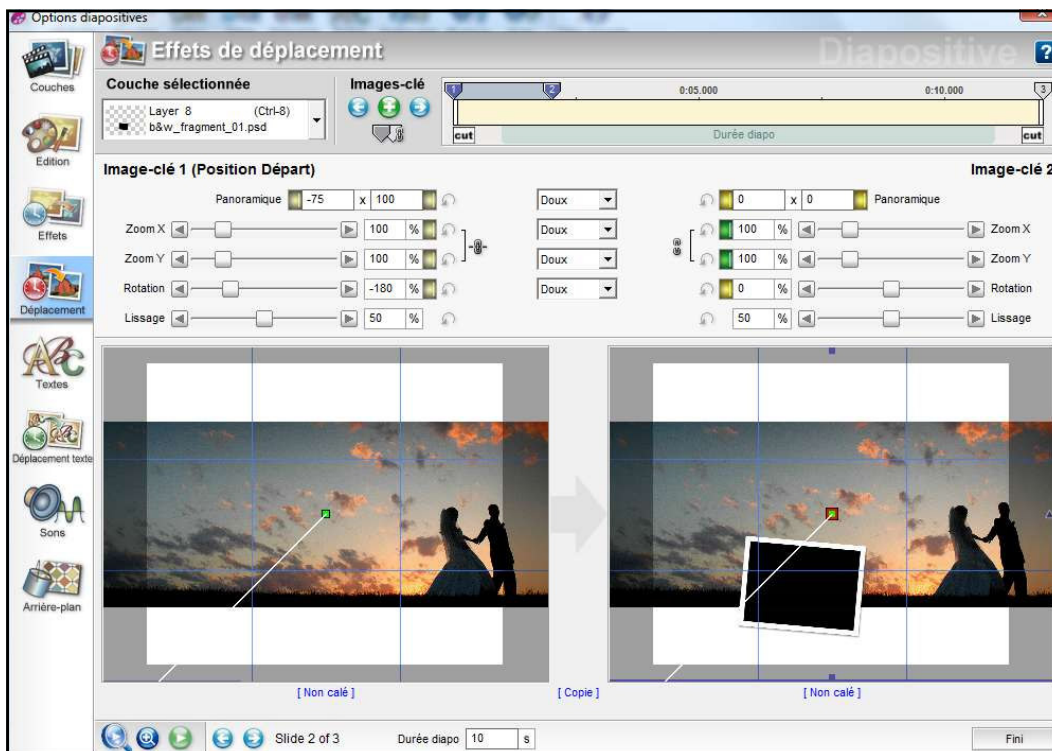 Options diapositives
Effets de déplacement
Diapositive
?
Couches
Edition
Effets
Déplacement
Textes
Déplacement texte
Sons
Arrière-plan
Couche sélectionnée
Layer 8 (Ctrl-8)
b&w_fragment_01.psd
Images-clé
1 2 0:05.000 0:10.000 3
cut Durée diapo cut
Image-clé 1 (Position Départ)
Image-clé 2
Panoramique -75 x 100 Doux 0 x 0 Panoramique
Zoom X 100 % Doux 100 % Zoom X
Zoom Y 100 % Doux 100 % Zoom Y
Rotation -180 % Doux 0 % Rotation
Lissage 50 % 50 % Lissage
[ Non calé ] [ Copie ] [ Non calé ]
Slide 2 of 3 Durée diapo 10 s Fini